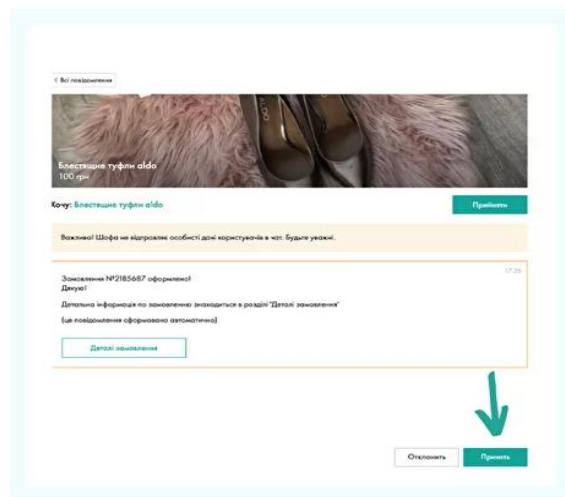 < Всі повідомлення
ALDO
Блестящие туфли aldo
100 грн
Хочу: Блестящие туфли aldo
Прийняти
Важливо! Шафа не відправляє особисті дані користувачів в чат. Будьте уважні.
17:26
Замовлення №2185687 оформлено!
Дякую!
Детальна інформація по замовленню знаходиться в розділі "Деталі замовлення"
(це повідомлення сформовано автоматично)
Деталі замовлення
Отклонить
Принять